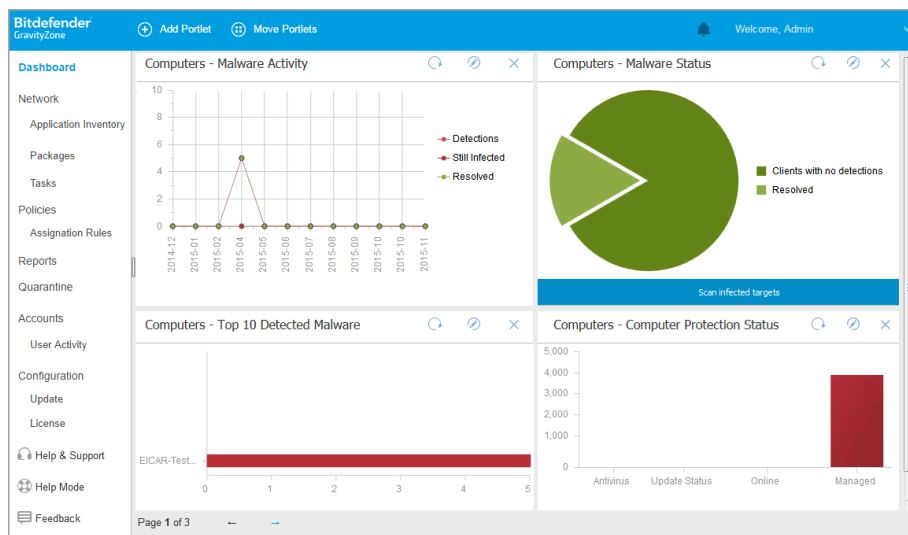 Bitdefender
GravityZone
Add Portlet
Move Portlets
Welcome, Admin
Dashboard
Network
Application Inventory
Packages
Tasks
Policies
Assignation Rules
Reports
Quarantine
Accounts
User Activity
Configuration
Update
License
Help & Support
Help Mode
Feedback
Computers - Malware Activity
10
8
6
4
2
0
2014-12
2015-01
2015-02
2015-04
2015-05
2015-06
2015-07
2015-08
2015-09
2015-10
2015-10
2015-11
Detections
Still Infected
Resolved
Computers - Malware Status
Clients with no detections
Resolved
Scan infected targets
Computers - Top 10 Detected Malware
EICAR-Test...
0 1 2 3 4 5
Computers - Computer Protection Status
5,000
4,000
3,000
2,000
1,000
0
Antivirus Update Status Online Managed
Page 1 of 3